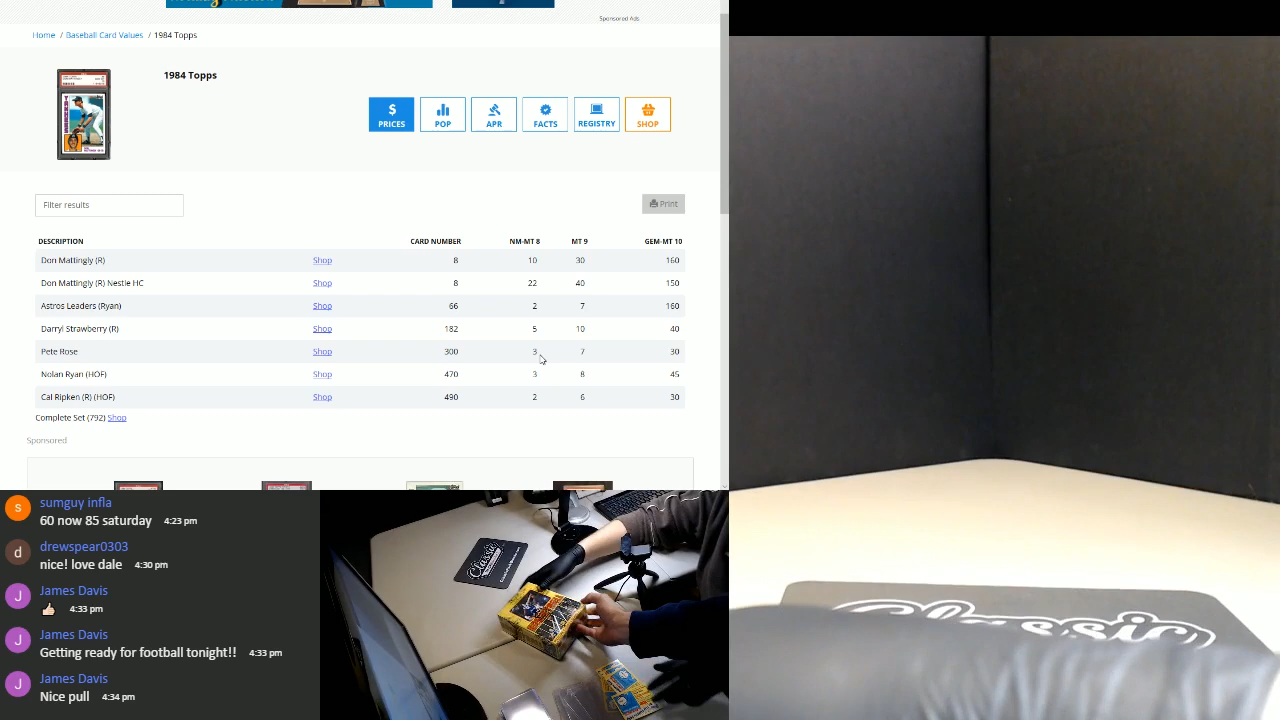 Sponsored Ads
Home / Baseball Card Values / 1984 Topps
1984 Topps
$ PRICES
POP
APR
FACTS
REGISTRY
SHOP
Filter results
Print
DESCRIPTION CARD NUMBER NM-MT 8 MT 9 GEM-MT 10
Don Mattingly (R) Shop 8 10 30 160
Don Mattingly (R) Nestle HC Shop 8 22 40 150
Astros Leaders (Ryan) Shop 66 2 7 160
Darryl Strawberry (R) Shop 182 5 10 40
Pete Rose Shop 300 3 7 30
Nolan Ryan (HOF) Shop 470 3 8 45
Cal Ripken (R) (HOF) Shop 490 2 6 30
Complete Set (792) Shop
Sponsored
s
sumguy infla
60 now 85 saturday 4:23 pm
d
drewspear0303
nice! love dale 4:30 pm
J
James Davis
4:33 pm
J
James Davis
Getting ready for football tonight!! 4:33 pm
J
James Davis
Nice pull 4:34 pm
Classic
Classic